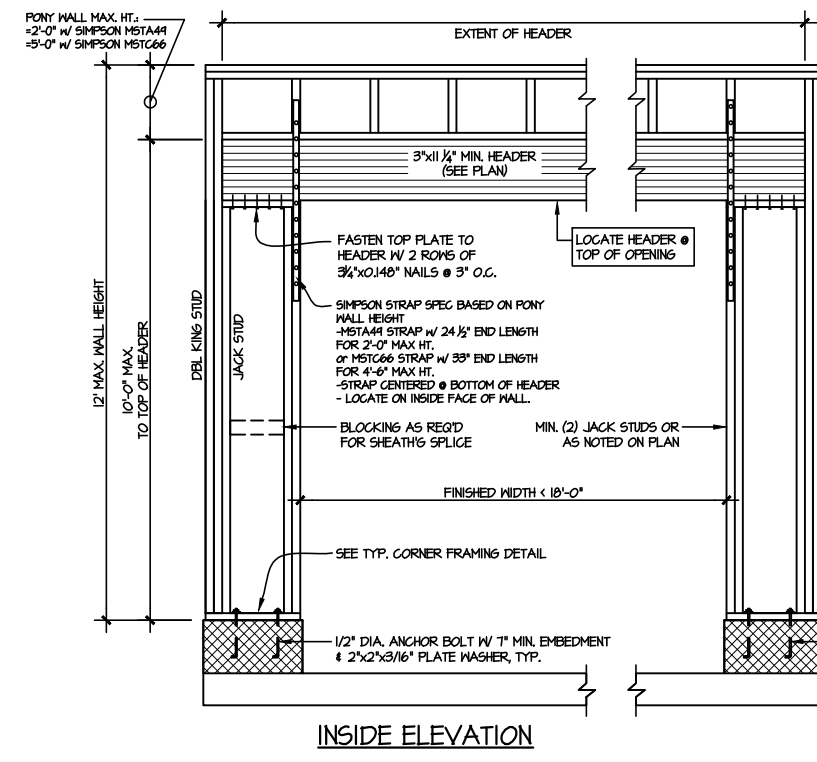 PONY WALL MAX. HT.:
=2'-0" W/ SIMPSON MSTA49
=5'-0" W/ SIMPSON MSTC66
EXTENT OF HEADER
3"x11 1/4" MIN. HEADER
(SEE PLAN)
FASTEN TOP PLATE TO
HEADER W/ 2 ROWS OF
3 1/4"x0.148" NAILS @ 3" O.C.
LOCATE HEADER @
TOP OF OPENING
SIMPSON STRAP SPEC BASED ON PONY
WALL HEIGHT
-MSTA49 STRAP W/ 24 1/2" END LENGTH
FOR 2'-0" MAX HT.
or MSTC66 STRAP W/ 33" END LENGTH
FOR 4'-6" MAX HT.
-STRAP CENTERED @ BOTTOM OF HEADER
- LOCATE ON INSIDE FACE OF WALL.
12' MAX. WALL HEIGHT
10'-0" MAX.
TO TOP OF HEADER
DBL KING STUD
JACK STUD
BLOCKING AS REQ'D
FOR SHEATH'G SPLICE
MIN. (2) JACK STUDS OR
AS NOTED ON PLAN
FINISHED WIDTH < 18'-0"
SEE TYP. CORNER FRAMING DETAIL
1/2" DIA. ANCHOR BOLT W/ 7" MIN. EMBEDMENT
& 2"x2"x3/16" PLATE WASHER, TYP.
INSIDE ELEVATION